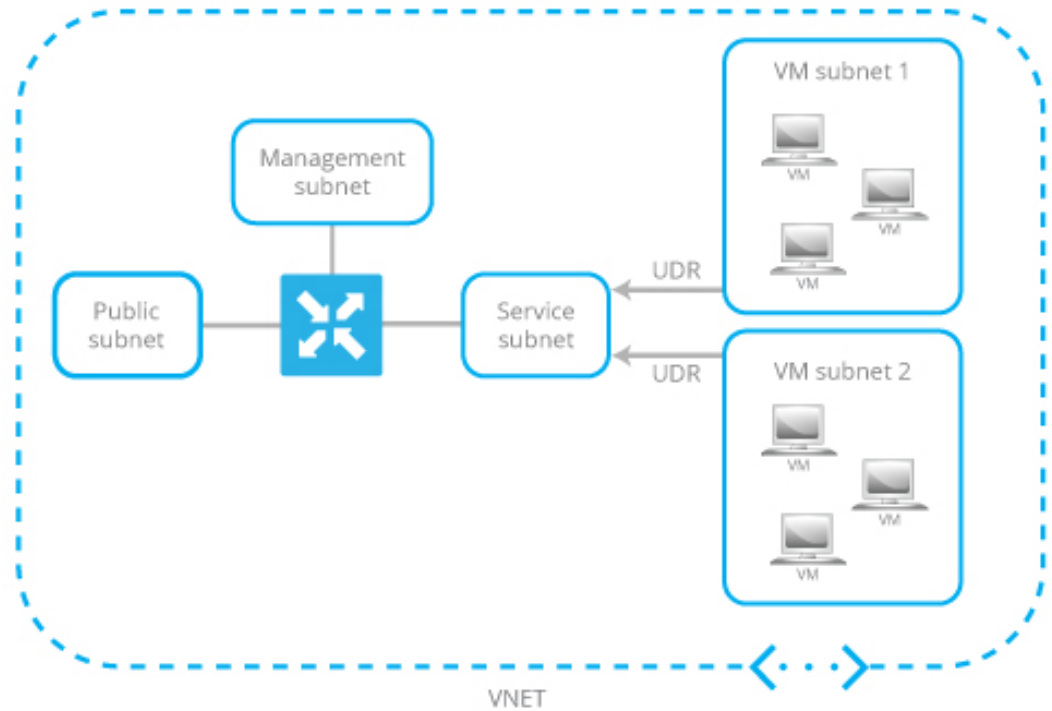 VM subnet 1
VM
VM
VM
Management
subnet
Public
subnet
Service
subnet
UDR
UDR
VM subnet 2
VM
VM
VM
VNET